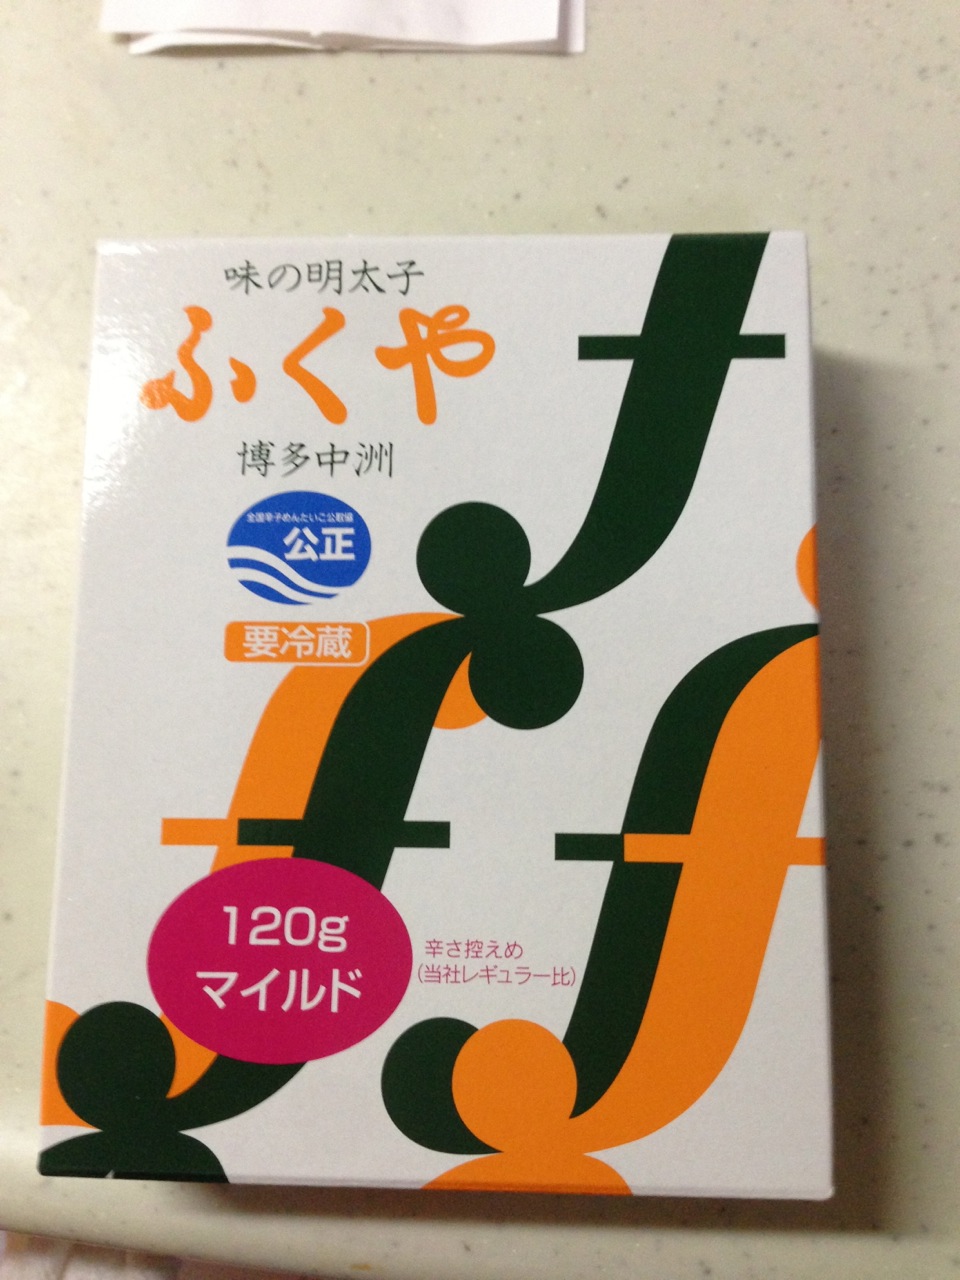 味の明太子
ふくや
博多中洲
全国辛子めんたいこ公取協
公正
要冷蔵
120g
マイルド
辛さ控えめ
(当社レギュラー比)